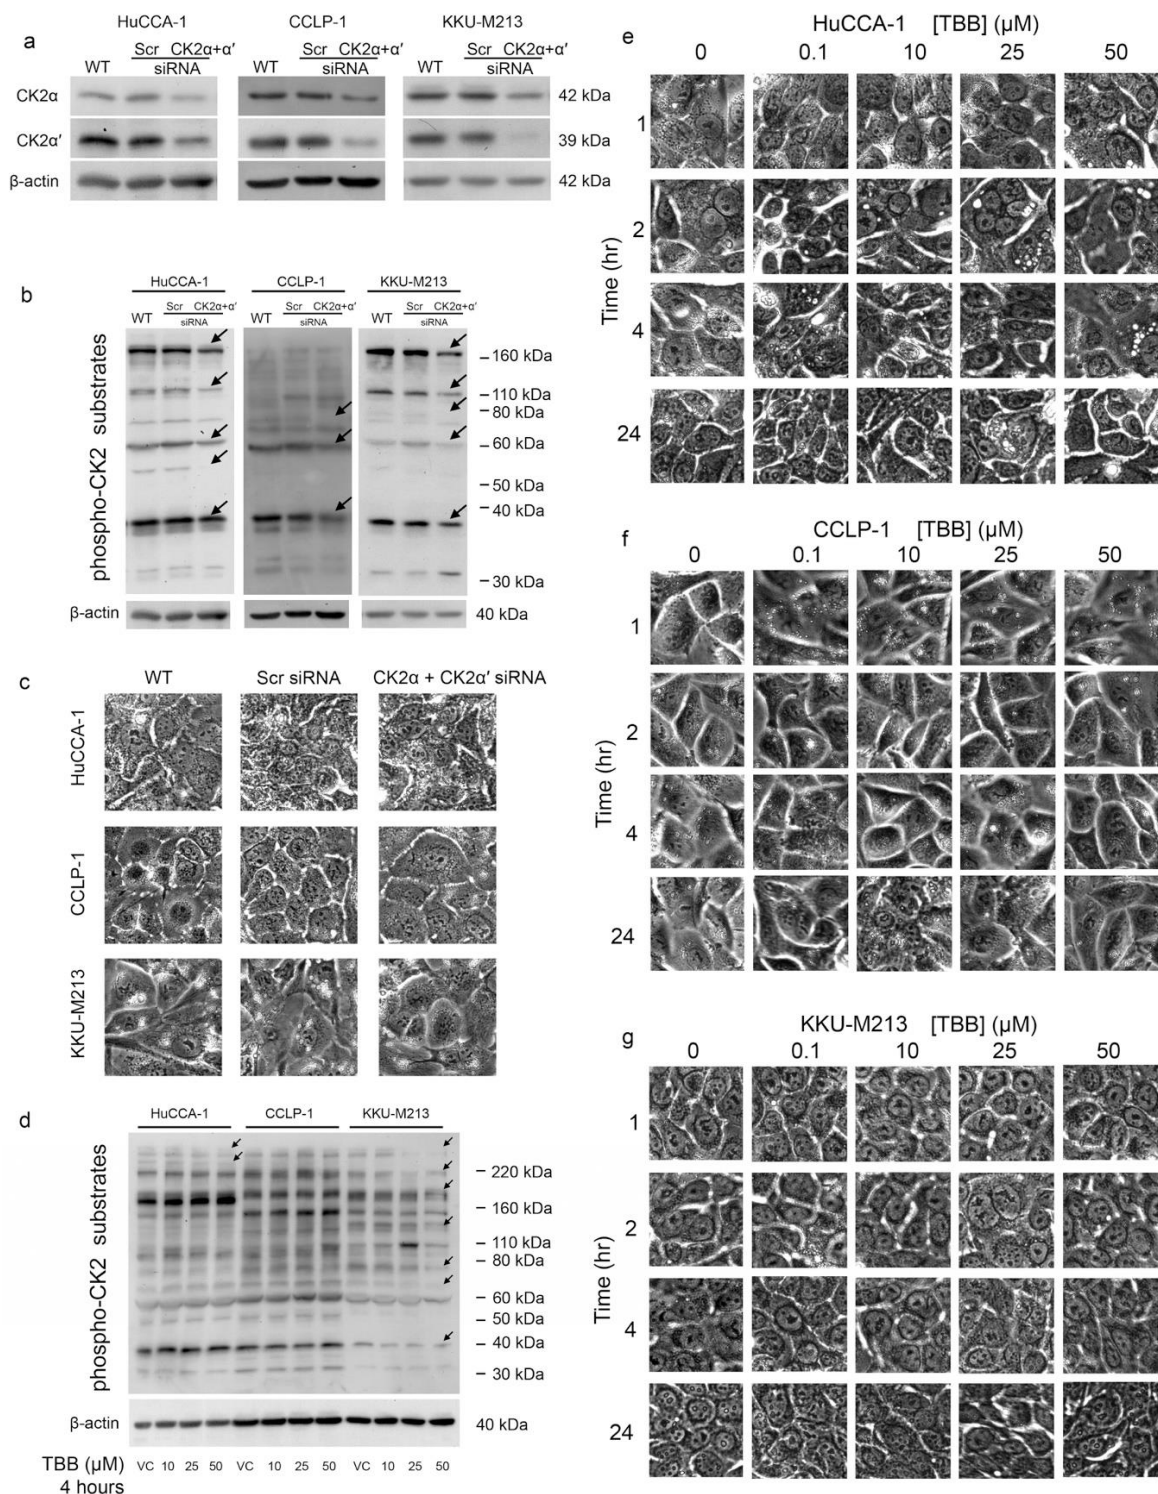 a
HuCCA-1 CCLP-1 KKU-M213
Scr CK2α+α′ Scr CK2α+α′ Scr CK2α+α′
WT siRNA WT siRNA WT siRNA
CK2α 42 kDa
CK2α′ 39 kDa
β-actin 42 kDa
b
HuCCA-1 CCLP-1 KKU-M213
Scr CK2α+α′ Scr CK2α+α′ Scr CK2α+α′
WT siRNA WT siRNA WT siRNA
phospho-CK2 substrates
160 kDa
110 kDa
80 kDa
60 kDa
50 kDa
40 kDa
30 kDa
β-actin 40 kDa
c
WT Scr siRNA CK2α + CK2α′ siRNA
HuCCA-1
CCLP-1
KKU-M213
d
HuCCA-1 CCLP-1 KKU-M213
phospho-CK2 substrates
220 kDa
160 kDa
110 kDa
80 kDa
60 kDa
50 kDa
40 kDa
30 kDa
β-actin 40 kDa
TBB (μM) VC 10 25 50 VC 10 25 50 VC 10 25 50
4 hours
e
HuCCA-1 [TBB] (μM)
0 0.1 10 25 50
Time (hr)
1
2
4
24
f
CCLP-1 [TBB] (μM)
0 0.1 10 25 50
Time (hr)
1
2
4
24
g
KKU-M213 [TBB] (μM)
0 0.1 10 25 50
Time (hr)
1
2
4
24